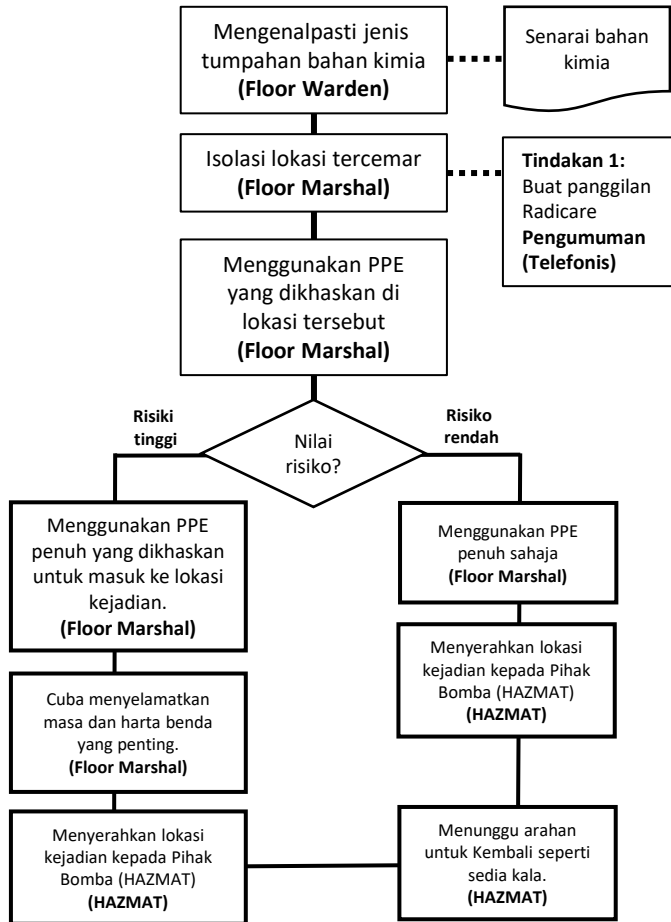 Mengenalpasti jenis
tumpahan bahan kimia
(Floor Warden)
Senarai bahan
kimia
Isolasi lokasi tercemar
(Floor Marshal)
Tindakan 1:
Buat panggilan
Radicare
Pengumuman
(Telefonis)
Menggunakan PPE
yang dikhaskan di
lokasi tersebut
(Floor Marshal)
Risiki
tinggi
Nilai
risiko?
Risiko
rendah
Menggunakan PPE
penuh yang dikhaskan
untuk masuk ke lokasi
kejadian.
(Floor Marshal)
Menggunakan PPE
penuh sahaja
(Floor Marshal)
Cuba menyelamatkan
masa dan harta benda
yang penting.
(Floor Marshal)
Menyerahkan lokasi
kejadian kepada Pihak
Bomba (HAZMAT)
(HAZMAT)
Menyerahkan lokasi
kejadian kepada Pihak
Bomba (HAZMAT)
(HAZMAT)
Menunggu arahan
untuk Kembali seperti
sedia kala.
(HAZMAT)